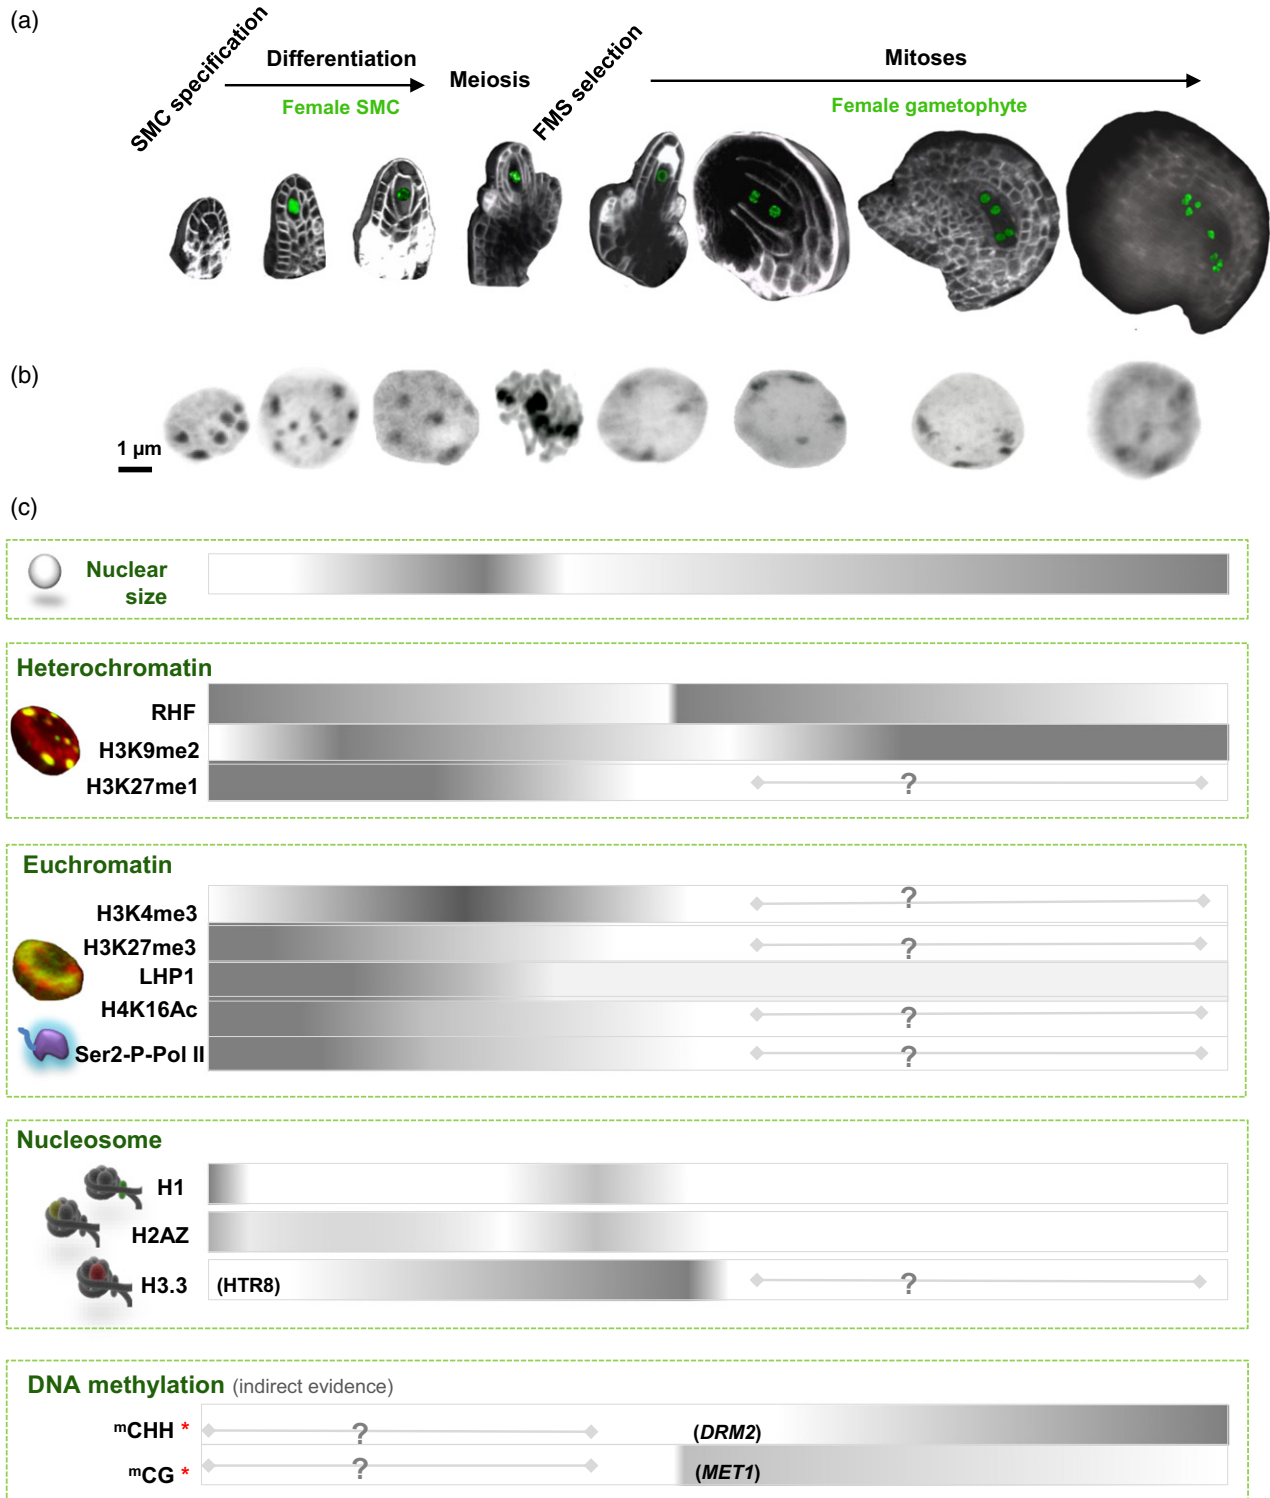 (a)
SMC specification
Differentiation
Female SMC
Meiosis
FMS selection
Mitoses
Female gametophyte
(b)
1 µm
(c)
Nuclear
size
Heterochromatin
RHF
H3K9me2
H3K27me1
?
Euchromatin
H3K4me3
?
H3K27me3
?
LHP1
H4K16Ac
?
Ser2-P-Pol II
?
Nucleosome
H1
H2AZ
H3.3
(HTR8)
?
DNA methylation (indirect evidence)
ᵐCHH *
?
(DRM2)
ᵐCG *
?
(MET1)